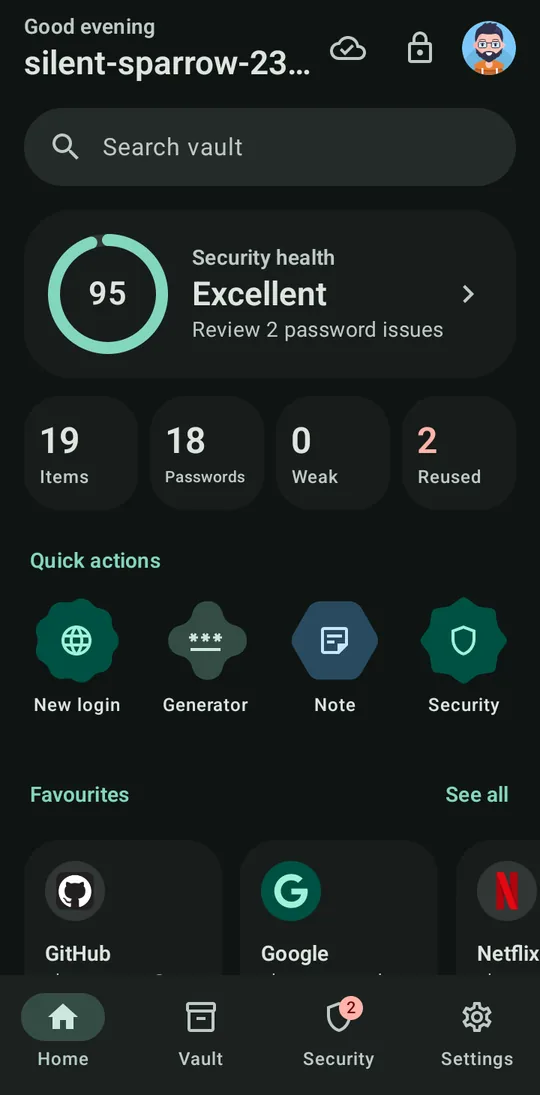 Good evening
silent-sparrow-23...
Search vault
95
Security health
Excellent
Review 2 password issues
19
Items
18
Passwords
0
Weak
2
Reused
Quick actions
***
New login
Generator
Note
Security
Favourites
See all
GitHub
Google
Netflix
2
Home
Vault
Security
Settings